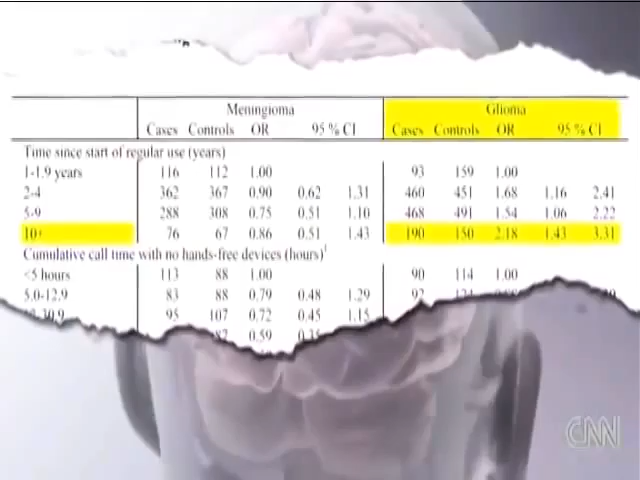 Meningioma Glioma
Cases Controls OR 95 % CI Cases Controls OR 95 % CI
Time since start of regular use (years)
1-1.9 years 116 112 1.00 93 159 1.00
2-4 362 367 0.90 0.62 1.31 460 451 1.68 1.16 2.41
5-9 288 308 0.75 0.51 1.10 468 491 1.54 1.06 2.22
10+ 76 67 0.86 0.51 1.43 190 150 2.18 1.43 3.31
Cumulative call time with no hands-free devices (hours)
<5 hours 113 88 1.00 90 114 1.00
5.0-12.9 83 88 0.79 0.48 1.29
95 107 0.72 0.45 1.15
0.59
CNN